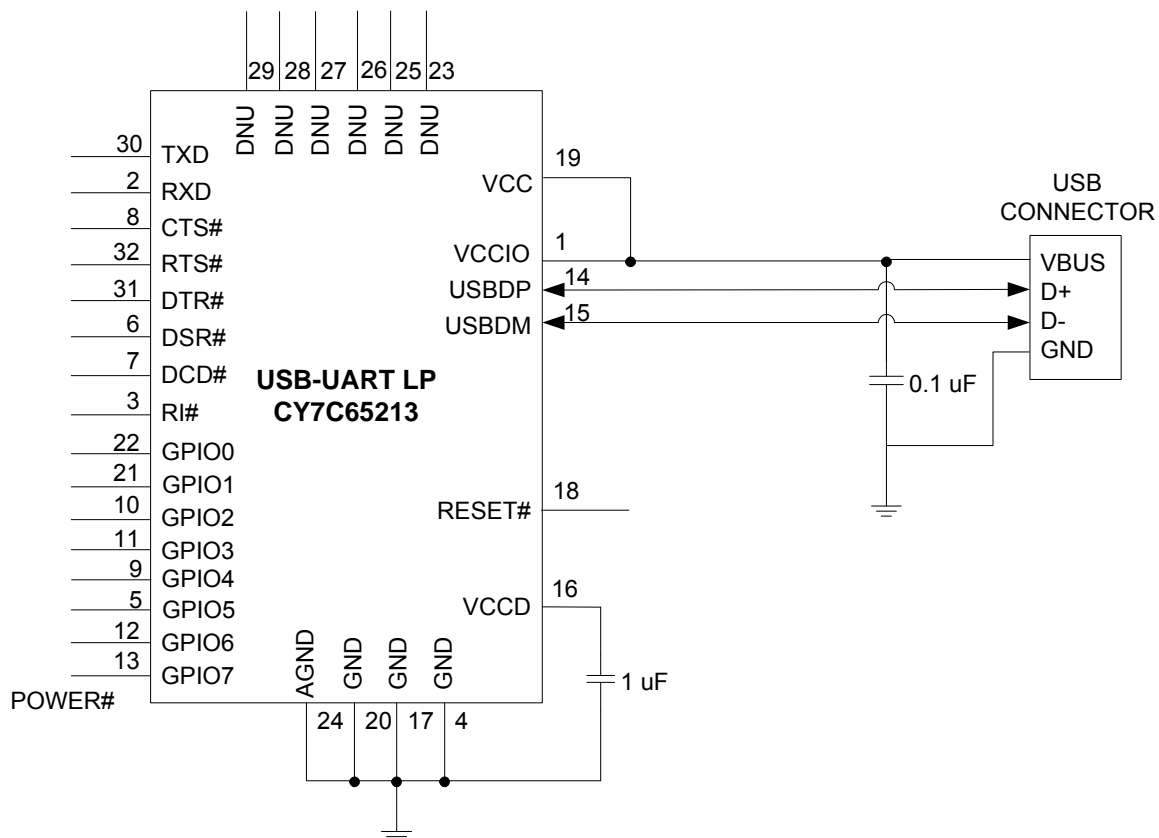 29 28 27 26 25 23
DNU DNU DNU DNU DNU DNU
30 TXD
2 RXD
8 CTS#
32 RTS#
31 DTR#
6 DSR#
7 DCD#
3 RI#
22 GPIO0
21 GPIO1
10 GPIO2
11 GPIO3
9 GPIO4
5 GPIO5
12 GPIO6
13 GPIO7
POWER#
USB-UART LP
CY7C65213
VCC 19
VCCIO 1
USBDP 14
USBDM 15
RESET# 18
VCCD 16
AGND GND GND GND
24 20 17 4
1 uF
0.1 uF
USB
CONNECTOR
VBUS
D+
D-
GND